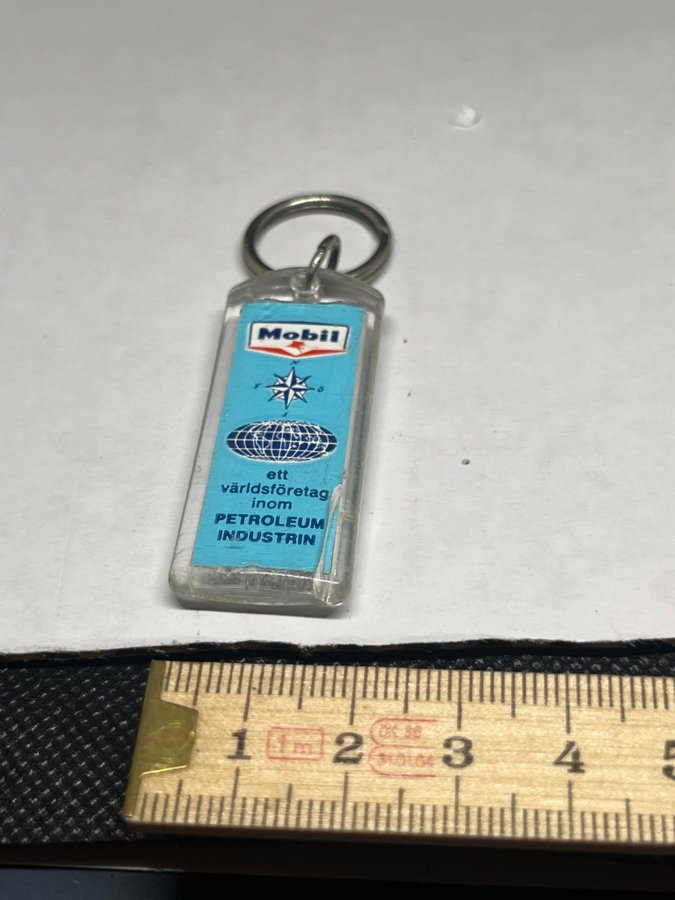 Mobil
N
V Ö
S
ett
världsföretag
inom
PETROLEUM
INDUSTRIN
1 1m 2 3 4 5